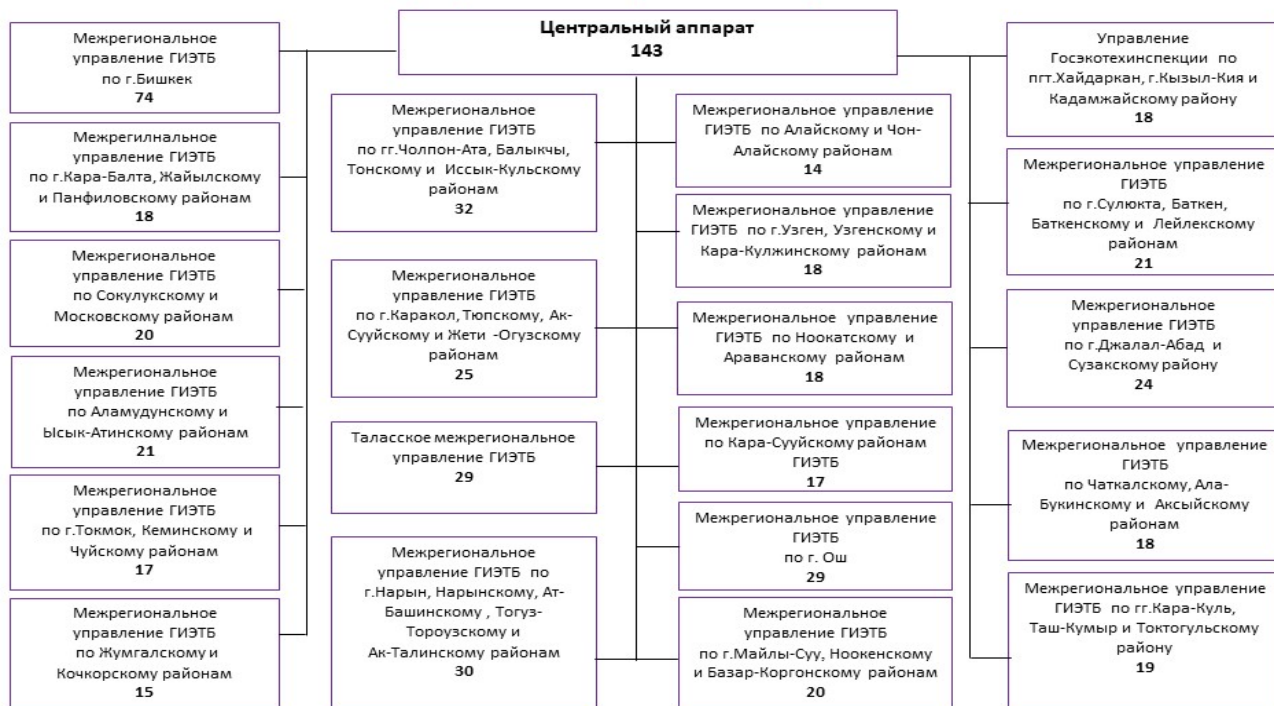 Центральный аппарат
143
Межрегиональное
управление ГИЭТБ
по г.Бишкек
74
Межрегилнальное
управление ГИЭТБ
по г.Кара-Балта, Жайылскому
и Панфиловскому районам
18
Межрегиональное
управление ГИЭТБ
по Сокулукскому и
Московскому районам
20
Межрегиональное
управление ГИЭТБ
по Аламудунскому и
Ысык-Атинскому районам
21
Межрегиональное
управление ГИЭТБ
по г.Токмок, Кеминскому и
Чуйскому районам
17
Межрегиональное
управление ГИЭТБ
по Жумгалскому и
Кочкорскому районам
15
Межрегиональное
управление ГИЭТБ
по гг.Чолпон-Ата, Балыкчы,
Тонскому и Иссык-Кульскому
районам
32
Межрегиональное
управление ГИЭТБ
по г.Каракол, Тюпскому, Ак-
Сууйскому и Жети -Огузскому
районам
25
Таласское межрегиональное
управление ГИЭТБ
29
Межрегиональное
управление ГИЭТБ по
г.Нарын, Нарынскому, Ат-
Башинскому , Тогуз-
Тороузскому и
Ак-Талинскому районам
30
Межрегиональное управление
ГИЭТБ по Алайскому и Чон-
Алайскому районам
14
Межрегиональное управление
ГИЭТБ по г.Узген, Узгенскому и
Кара-Кулжинскому районам
18
Межрегиональное управление
ГИЭТБ по Ноокатскому и
Араванскому районам
18
Межрегиональное управление
по Кара-Сууйскому районам
ГИЭТБ
17
Межрегиональное управление
ГИЭТБ
по г. Ош
29
Межрегиональное
управление ГИЭТБ
по г.Майлы-Суу, Ноокенскому
и Базар-Коргонскому районам
20
Управление
Госэкотехинспекции по
пгт.Хайдаркан, г.Кызыл-Кия и
Кадамжайскому району
18
Межрегиональное управление
ГИЭТБ
по г.Сулюкта, Баткен,
Баткенскому и Лейлекскому
районам
21
Межрегиональное
управление ГИЭТБ
по г.Джалал-Абад и
Сузакскому району
24
Межрегиональное управление
ГИЭТБ
по Чаткалскому, Ала-
Букинскому и Аксыйскому
районам
18
Межрегиональное управление
ГИЭТБ по гг.Кара-Куль,
Таш-Кумыр и Токтогульскому
району
19